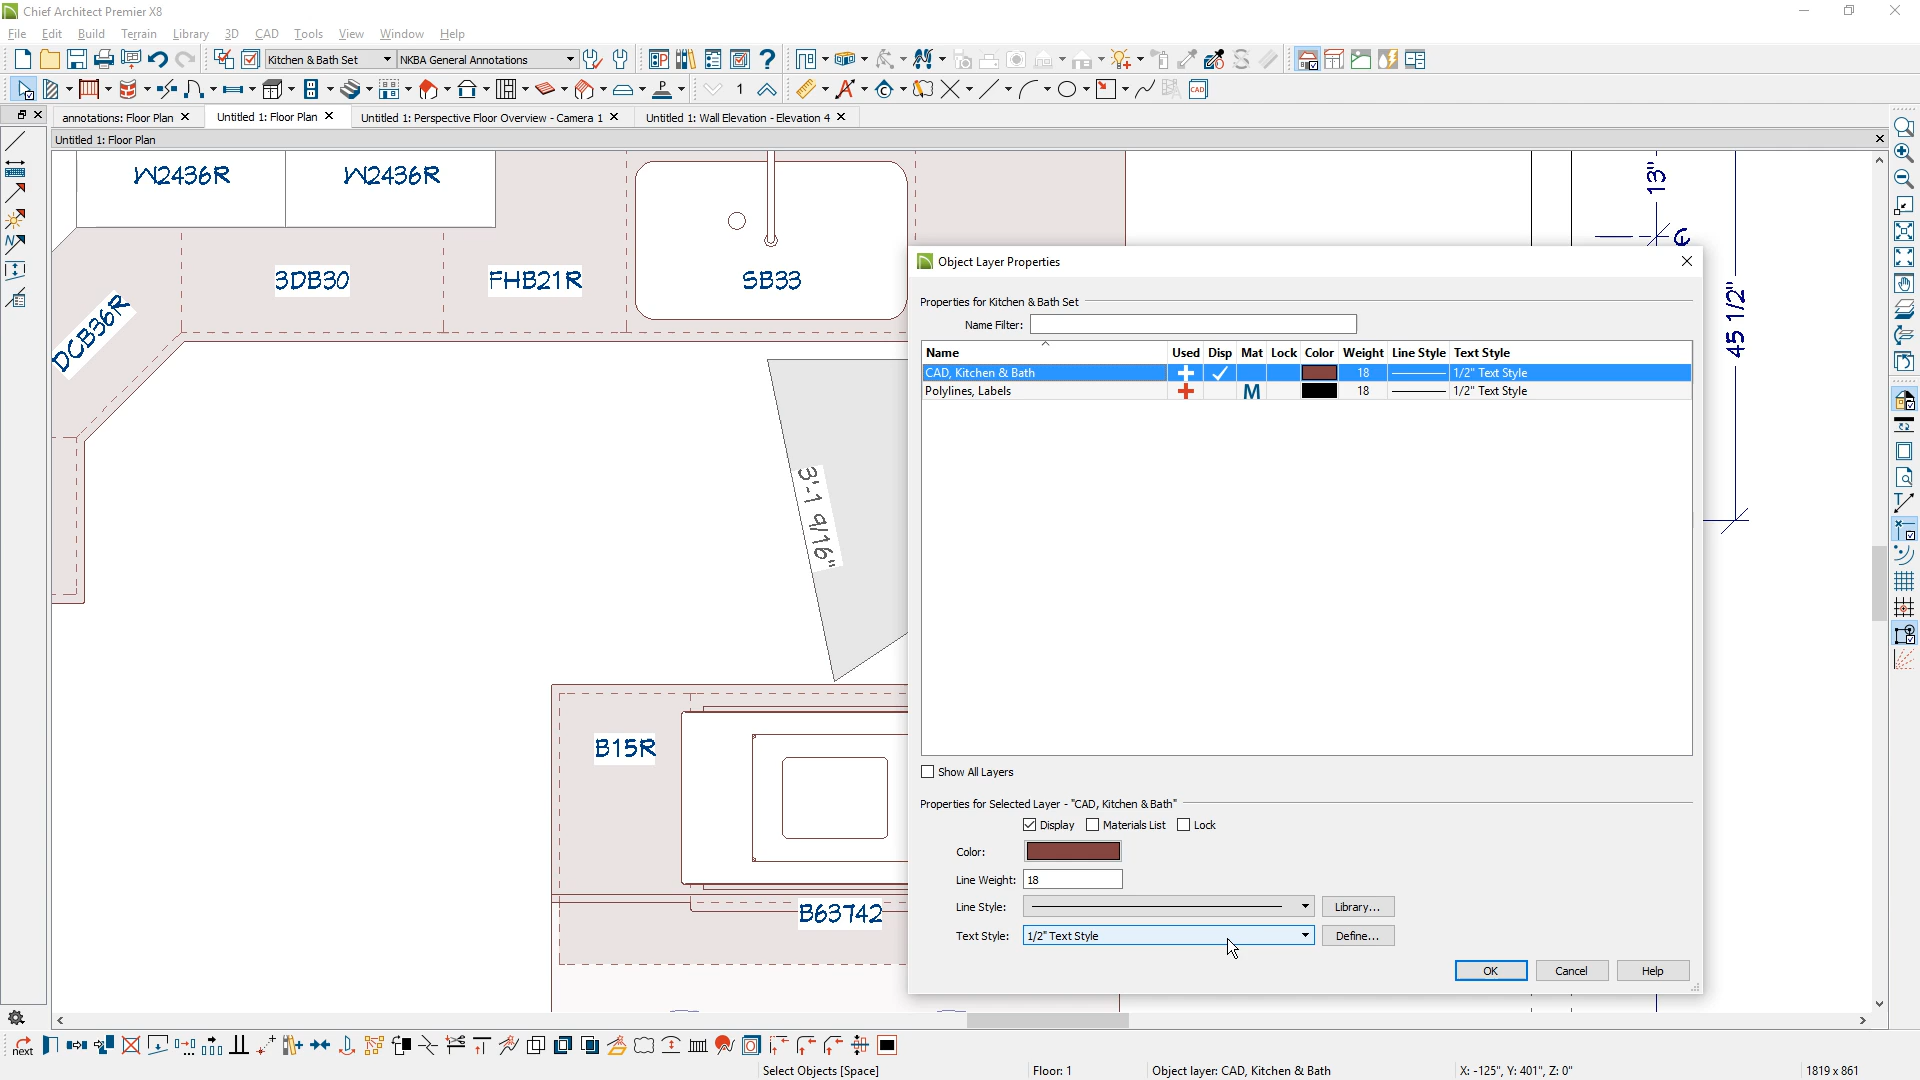 Chief Architect Premier X8
File Edit Build Terrain Library 3D CAD Tools View Window Help
Kitchen & Bath Set NKBA General Annotations
1 CAD
annotations: Floor Plan Untitled 1: Floor Plan Untitled 1: Perspective Floor Overview - Camera 1 Untitled 1: Wall Elevation - Elevation 4
Untitled 1: Floor Plan
W2436R W2436R
13"
45 1/2"
3DB30 FHB21R SB33
DCB36R
3'-1 9/16"
B15R
B63742
Object Layer Properties
Properties for Kitchen & Bath Set
Name Filter:
Name Used Disp Mat Lock Color Weight Line Style Text Style
CAD, Kitchen & Bath 18 1/2" Text Style
Polylines, Labels M 18 1/2" Text Style
Show All Layers
Properties for Selected Layer - "CAD, Kitchen & Bath"
Display Materials List Lock
Color:
Line Weight: 18
Line Style: Library...
Text Style: 1/2" Text Style Define...
OK Cancel Help
next
Select Objects [Space] Floor: 1 Object layer: CAD, Kitchen & Bath X: -125", Y: 401", Z: 0" 1819 x 861